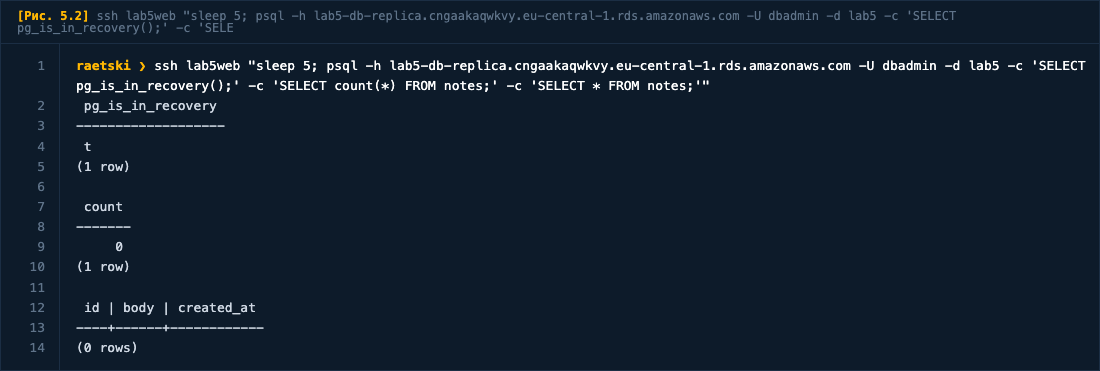 [Рис. 5.2] ssh lab5web "sleep 5; psql -h lab5-db-replica.cngaakaqwkvy.eu-central-1.rds.amazonaws.com -U dbadmin -d lab5 -c 'SELECT
pg_is_in_recovery();' -c 'SELE
1 raetski ❯ ssh lab5web "sleep 5; psql -h lab5-db-replica.cngaakaqwkvy.eu-central-1.rds.amazonaws.com -U dbadmin -d lab5 -c 'SELECT
pg_is_in_recovery();' -c 'SELECT count(*) FROM notes;' -c 'SELECT * FROM notes;'"
2  pg_is_in_recovery
3 -------------------
4  t
5 (1 row)
6
7  count
8 -------
9      0
10 (1 row)
11
12  id | body | created_at
13 ----+------+------------
14 (0 rows)